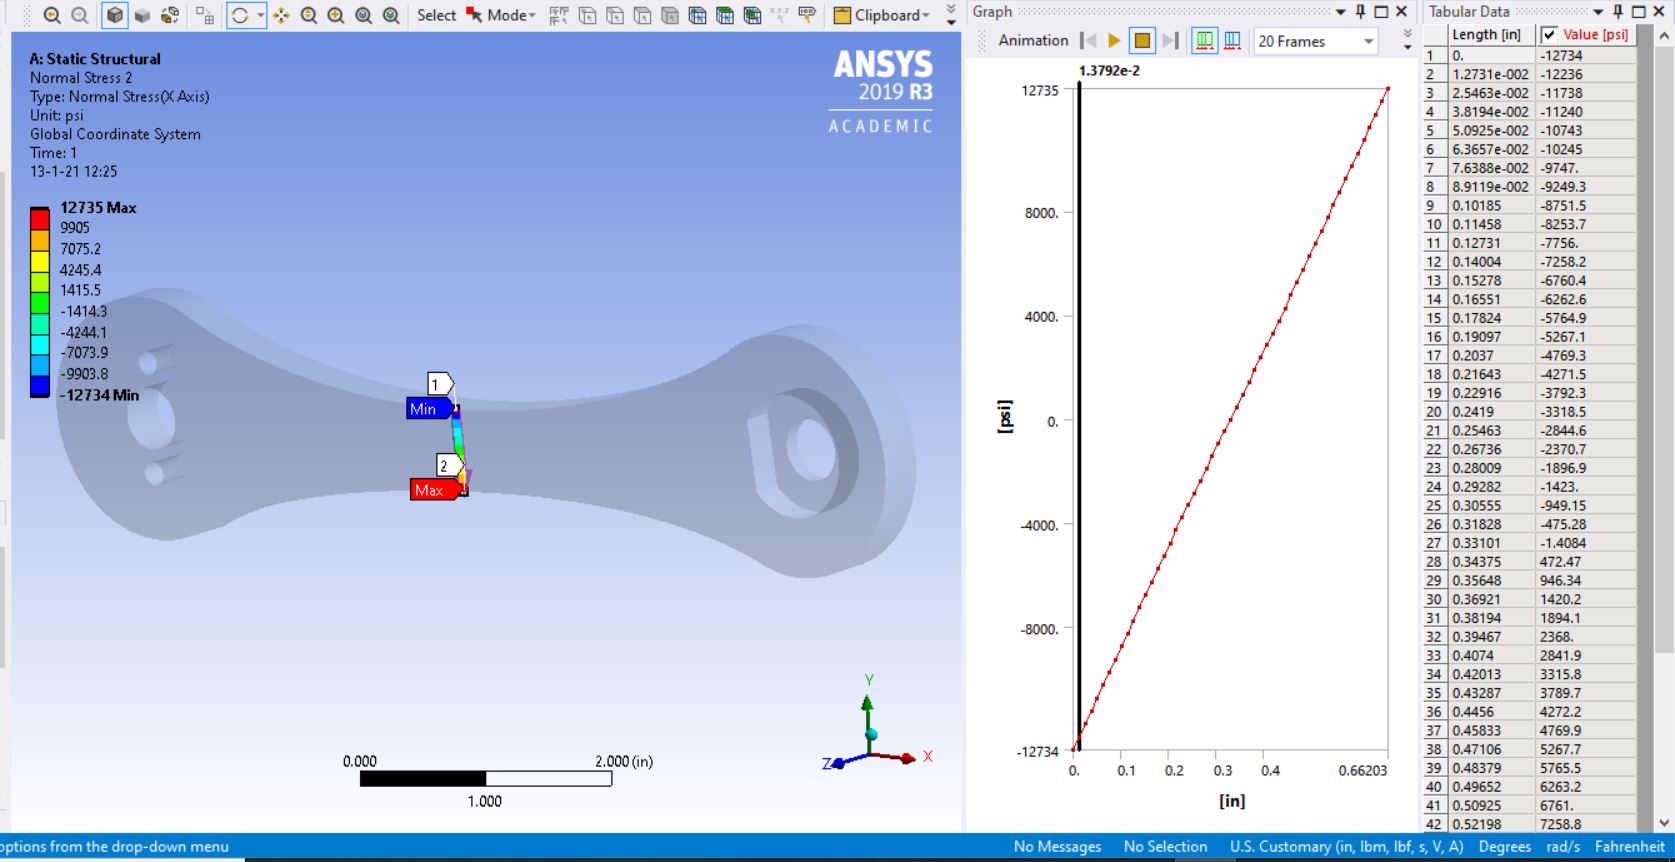 Select
Mode
Clipboard
A: Static Structural
Normal Stress 2
Type: Normal Stress(X Axis)
Unit: psi
Global Coordinate System
Time: 1
13-1-21 12:25
ANSYS
2019 R3
ACADEMIC
12735 Max
9905
7075.2
4245.4
1415.5
-1414.3
-4244.1
-7073.9
-9903.8
-12734 Min
1
Min
2
Max
0.000
2.000 (in)
1.000
Y
X
Z
Graph
Animation
20 Frames
1.3792e-2
12735
8000.
4000.
0.
-4000.
-8000.
-12734
[psi]
0. 0.1 0.2 0.3 0.4 0.66203
[in]
Tabular Data
Length [in] Value [psi]
1 0. -12734
2 1.2731e-002 -12236
3 2.5463e-002 -11738
4 3.8194e-002 -11240
5 5.0925e-002 -10743
6 6.3657e-002 -10245
7 7.6388e-002 -9747.
8 8.9119e-002 -9249.3
9 0.10185 -8751.5
10 0.11458 -8253.7
11 0.12731 -7756.
12 0.14004 -7258.2
13 0.15278 -6760.4
14 0.16551 -6262.6
15 0.17824 -5764.9
16 0.19097 -5267.1
17 0.2037 -4769.3
18 0.21643 -4271.5
19 0.22916 -3792.3
20 0.2419 -3318.5
21 0.25463 -2844.6
22 0.26736 -2370.7
23 0.28009 -1896.9
24 0.29282 -1423.
25 0.30555 -949.15
26 0.31828 -475.28
27 0.33101 -1.4084
28 0.34375 472.47
29 0.35648 946.34
30 0.36921 1420.2
31 0.38194 1894.1
32 0.39467 2368.
33 0.4074 2841.9
34 0.42013 3315.8
35 0.43287 3789.7
36 0.4456 4272.2
37 0.45833 4769.9
38 0.47106 5267.7
39 0.48379 5765.5
40 0.49652 6263.2
41 0.50925 6761.
42 0.52198 7258.8
options from the drop-down menu
No Messages No Selection U.S. Customary (in, lbm, lbf, s, V, A) Degrees rad/s Fahrenheit